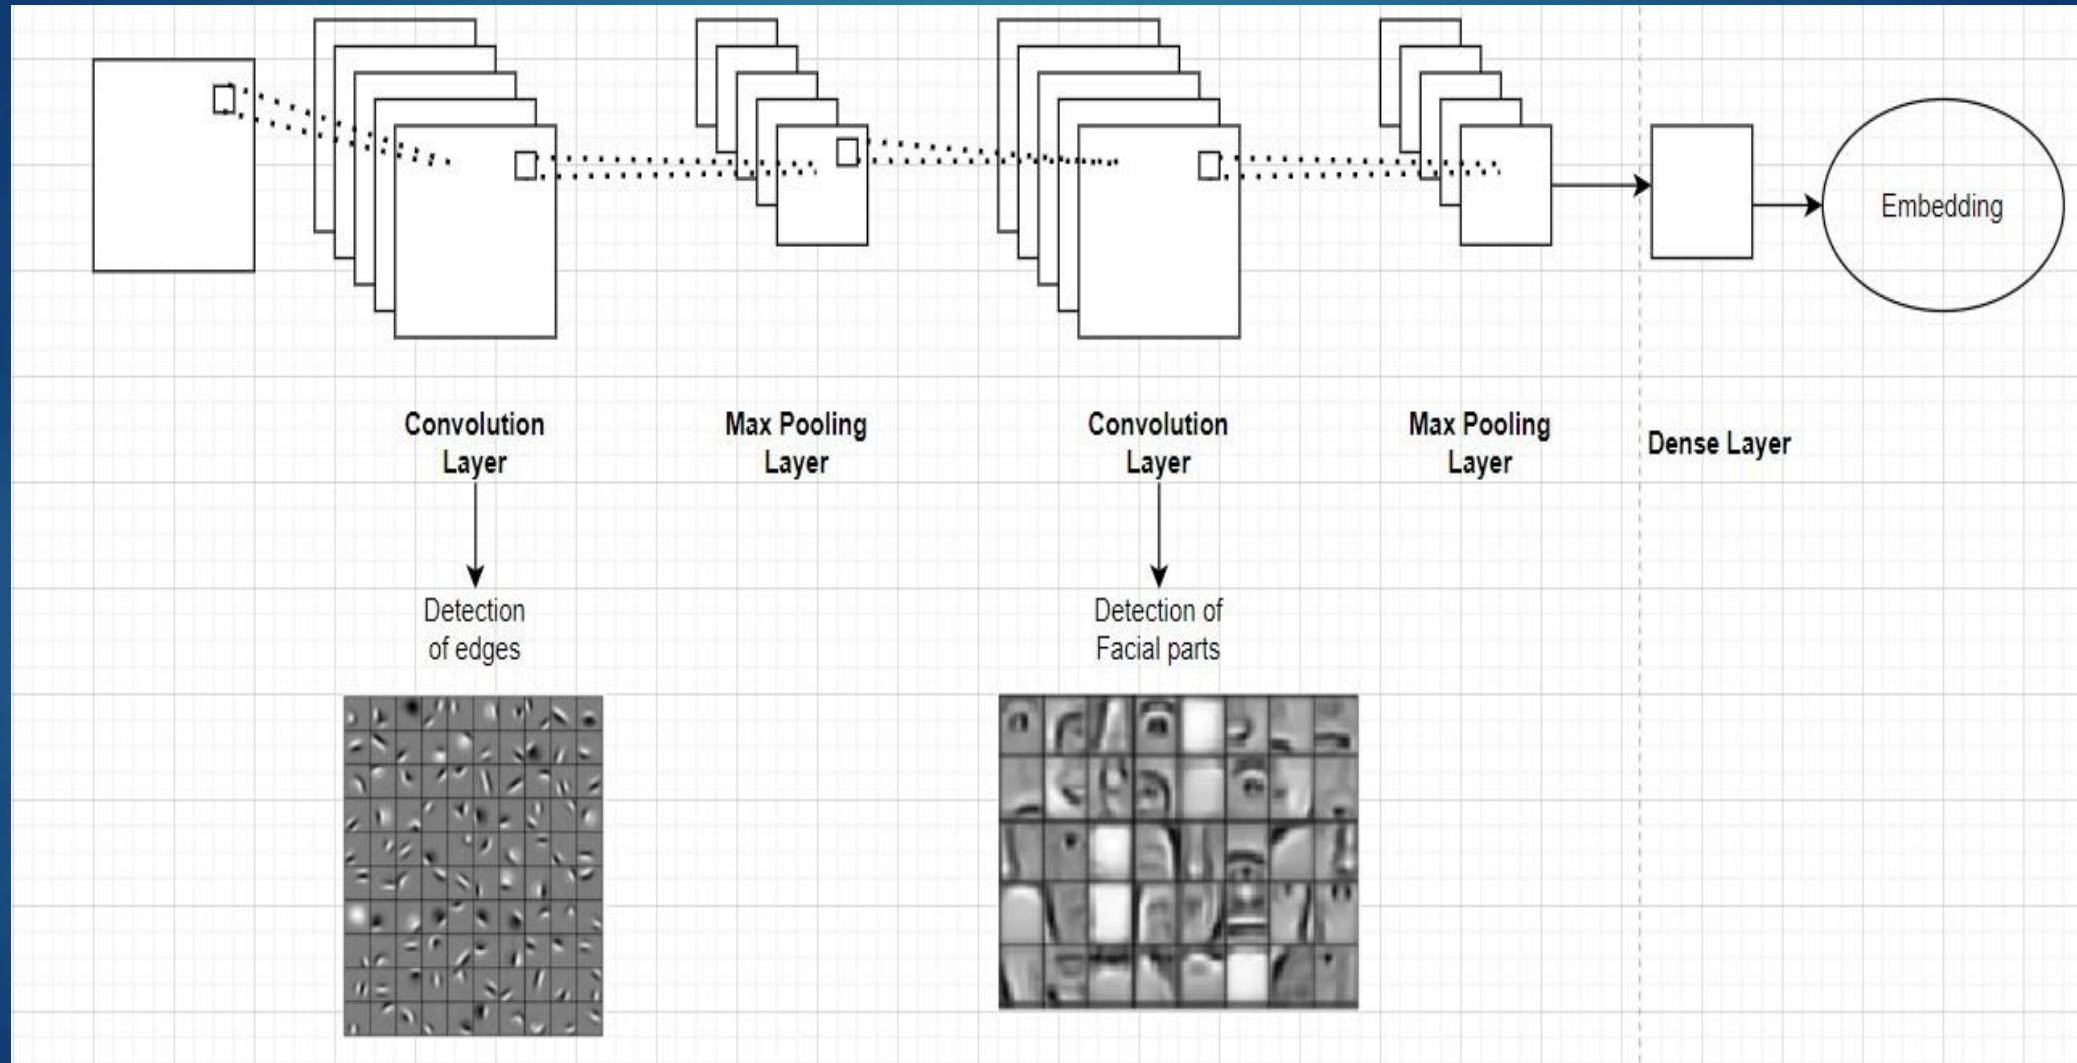 Embedding
Convolution
Layer
Max Pooling
Layer
Convolution
Layer
Max Pooling
Layer
Dense Layer
Detection
of edges
Detection of
Facial parts